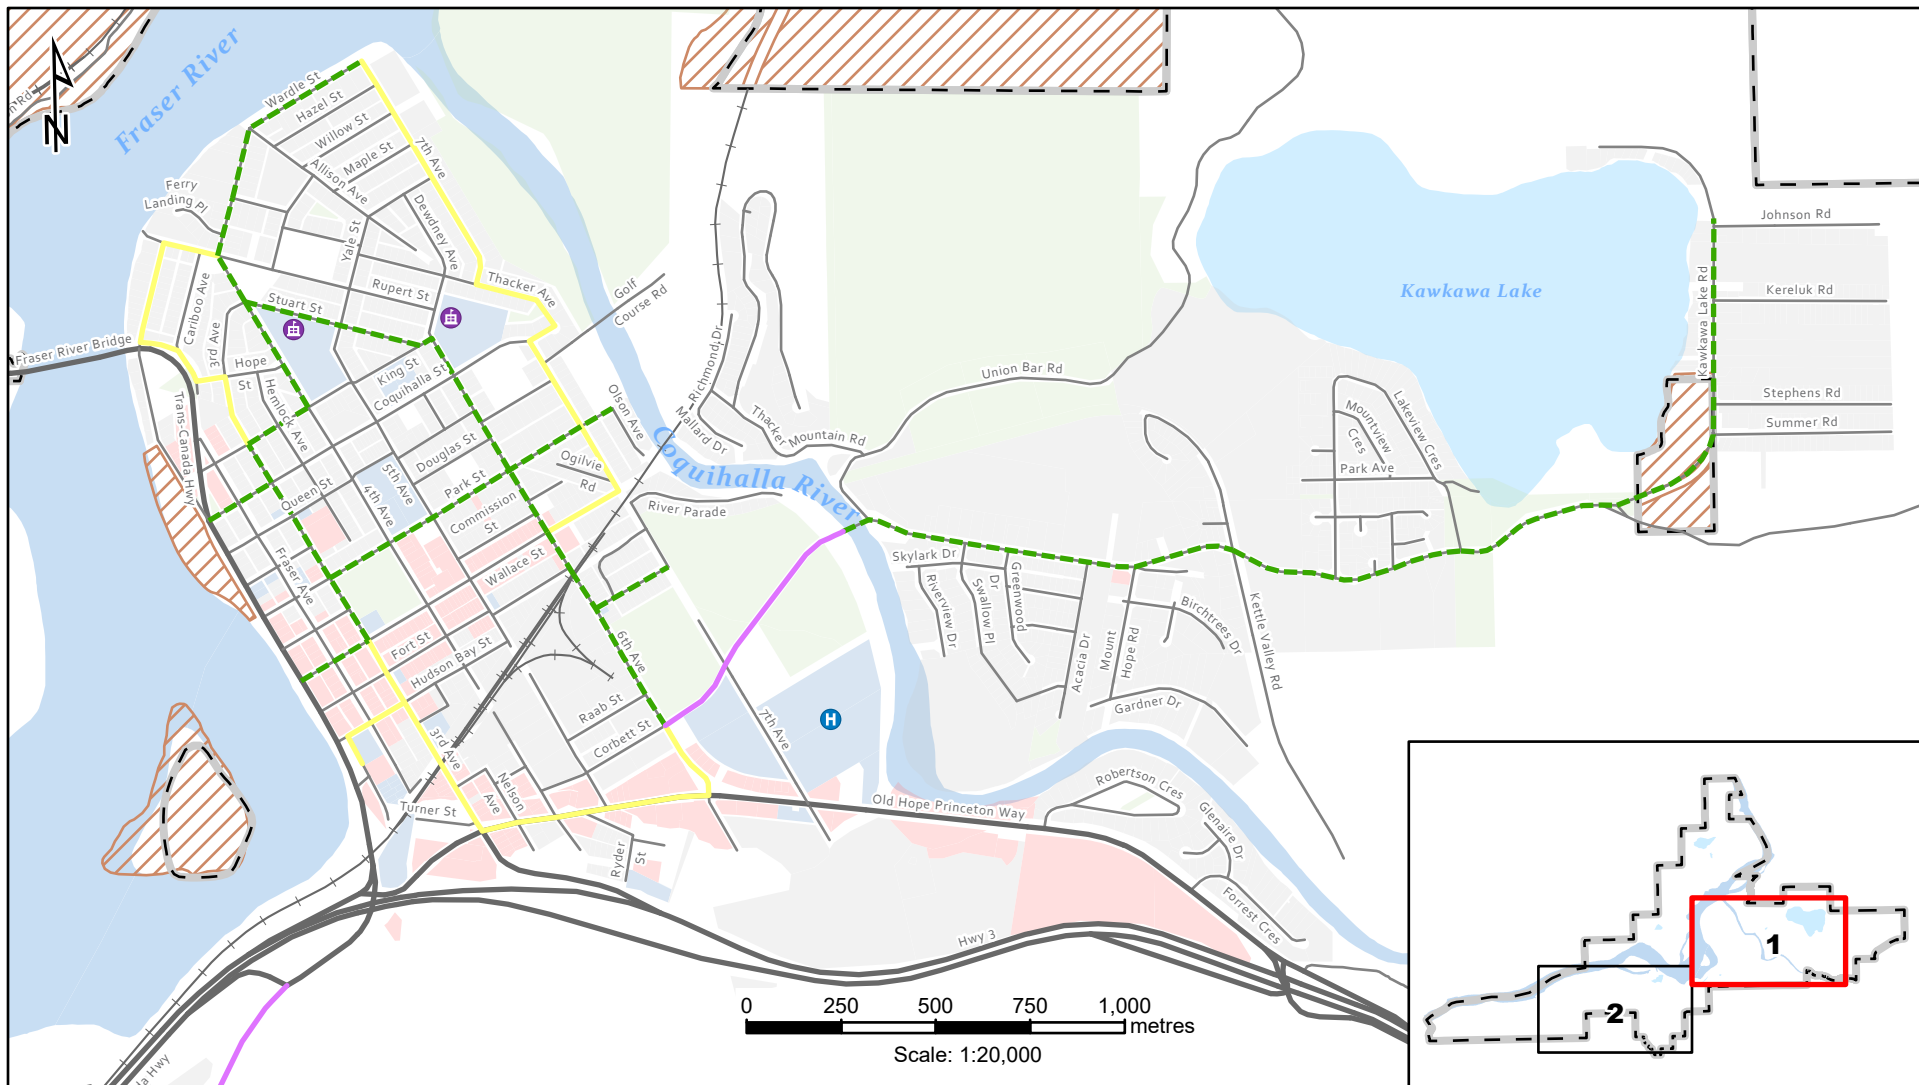 Fraser River
N
Wardle St
Hazel St
Willow St
Maple St
Allison Ave
7th Ave
Ferry
Landing Pl
Yale St
Dewdney Ave
Cariboo Ave
Stuart St
Rupert St
Thacker Ave
Golf
Course Rd
Fraser River Bridge
3rd Ave
Hope
St
King St
Coquihalla St
Hemlock Ave
Trans-Canada Hwy
Richmond Dr
Olson Ave
Mallard Dr
Thacker
Mountain Rd
Union Bar Rd
Kawkawa Lake
Kawkawa Lake Rd
Johnson Rd
Kereluk Rd
Stephens Rd
Summer Rd
Lakeview Cres
Mountview
Cres
Park Ave
Douglas St
5th Ave
Queen St
4th Ave
Park St
Commission
St
Ogilvie
Rd
River Parade
Coquihalla River
Wallace St
Fraser Ave
Skylark Dr
Riverview Dr
Swallow Pl
Dr
Greenwood
Acacia Dr
Mount
Hope Rd
Birchtrees Dr
Kettle Valley Rd
Gardner Dr
Fort St
Hudson Bay St
6th Ave
Raab St
Corbett St
7th Ave
H
3rd Ave
Nelson
Ave
Turner St
Old Hope Princeton Way
Robertson Cres
Glenaire Dr
Forrest Cres
Ryder
St
Hwy 3
0 250 500 750 1,000
metres
Scale: 1:20,000
1
2